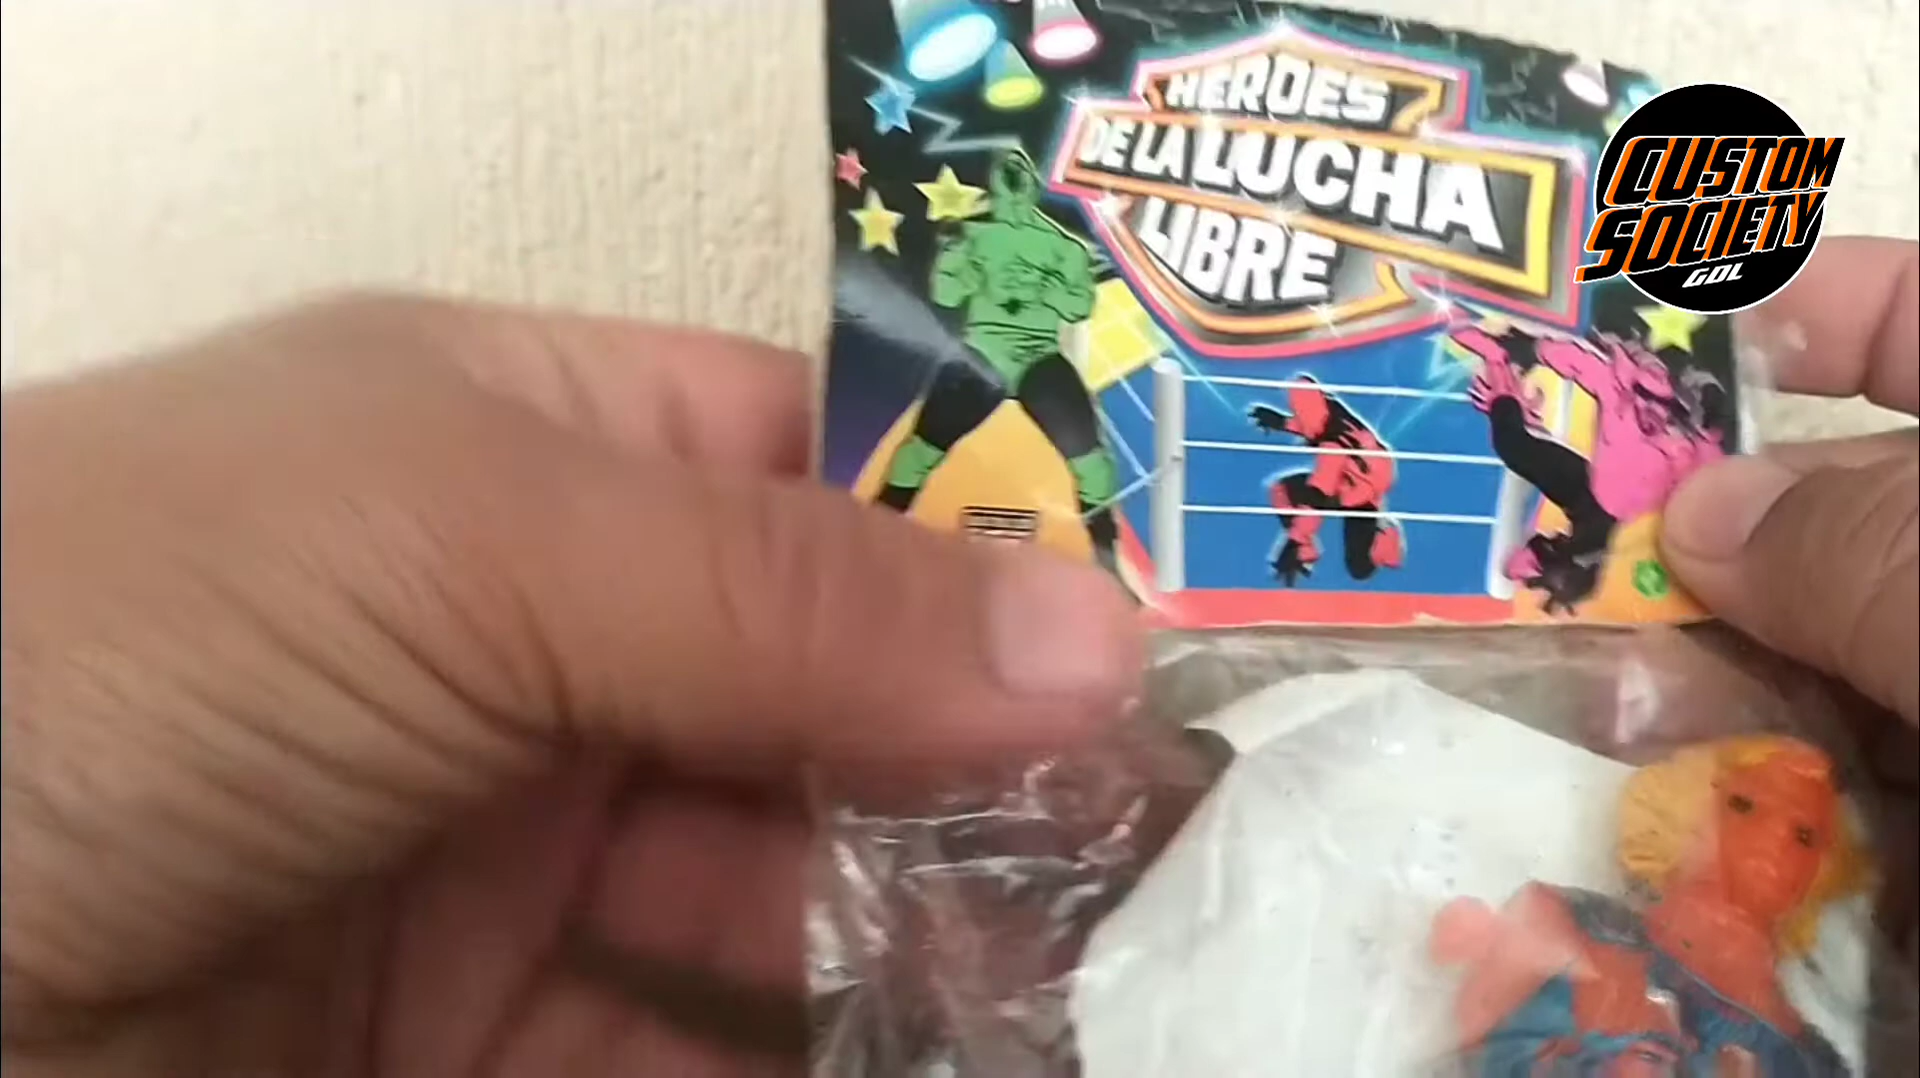 HEROES
DE LA LUCHA
LIBRE
CUSTOM
SOCIETY
GDL